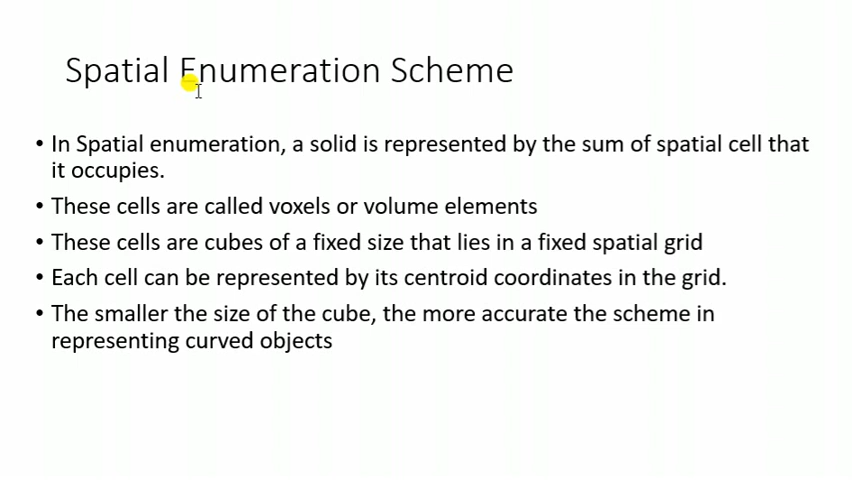 Spatial Enumeration Scheme
• In Spatial enumeration, a solid is represented by the sum of spatial cell that
it occupies.
• These cells are called voxels or volume elements
• These cells are cubes of a fixed size that lies in a fixed spatial grid
• Each cell can be represented by its centroid coordinates in the grid.
• The smaller the size of the cube, the more accurate the scheme in
representing curved objects